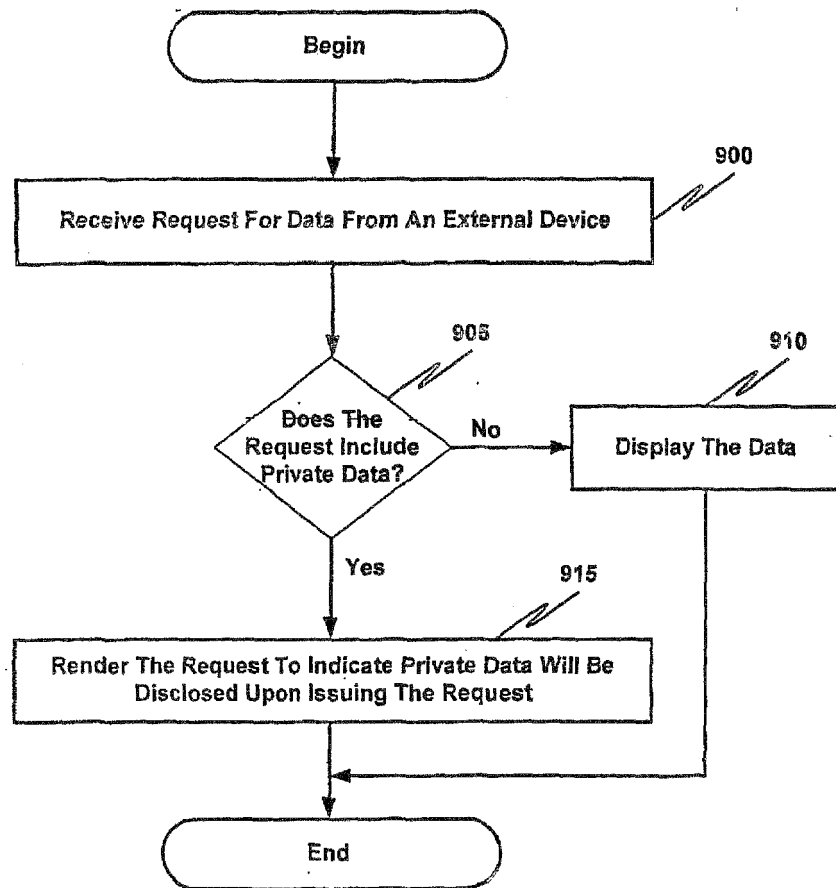 Begin
900
Receive Request For Data From An External Device
905
910
Does The
Request Include
Private Data?
No
Display The Data
Yes
915
Render The Request To Indicate Private Data Will Be
Disclosed Upon Issuing The Request
End